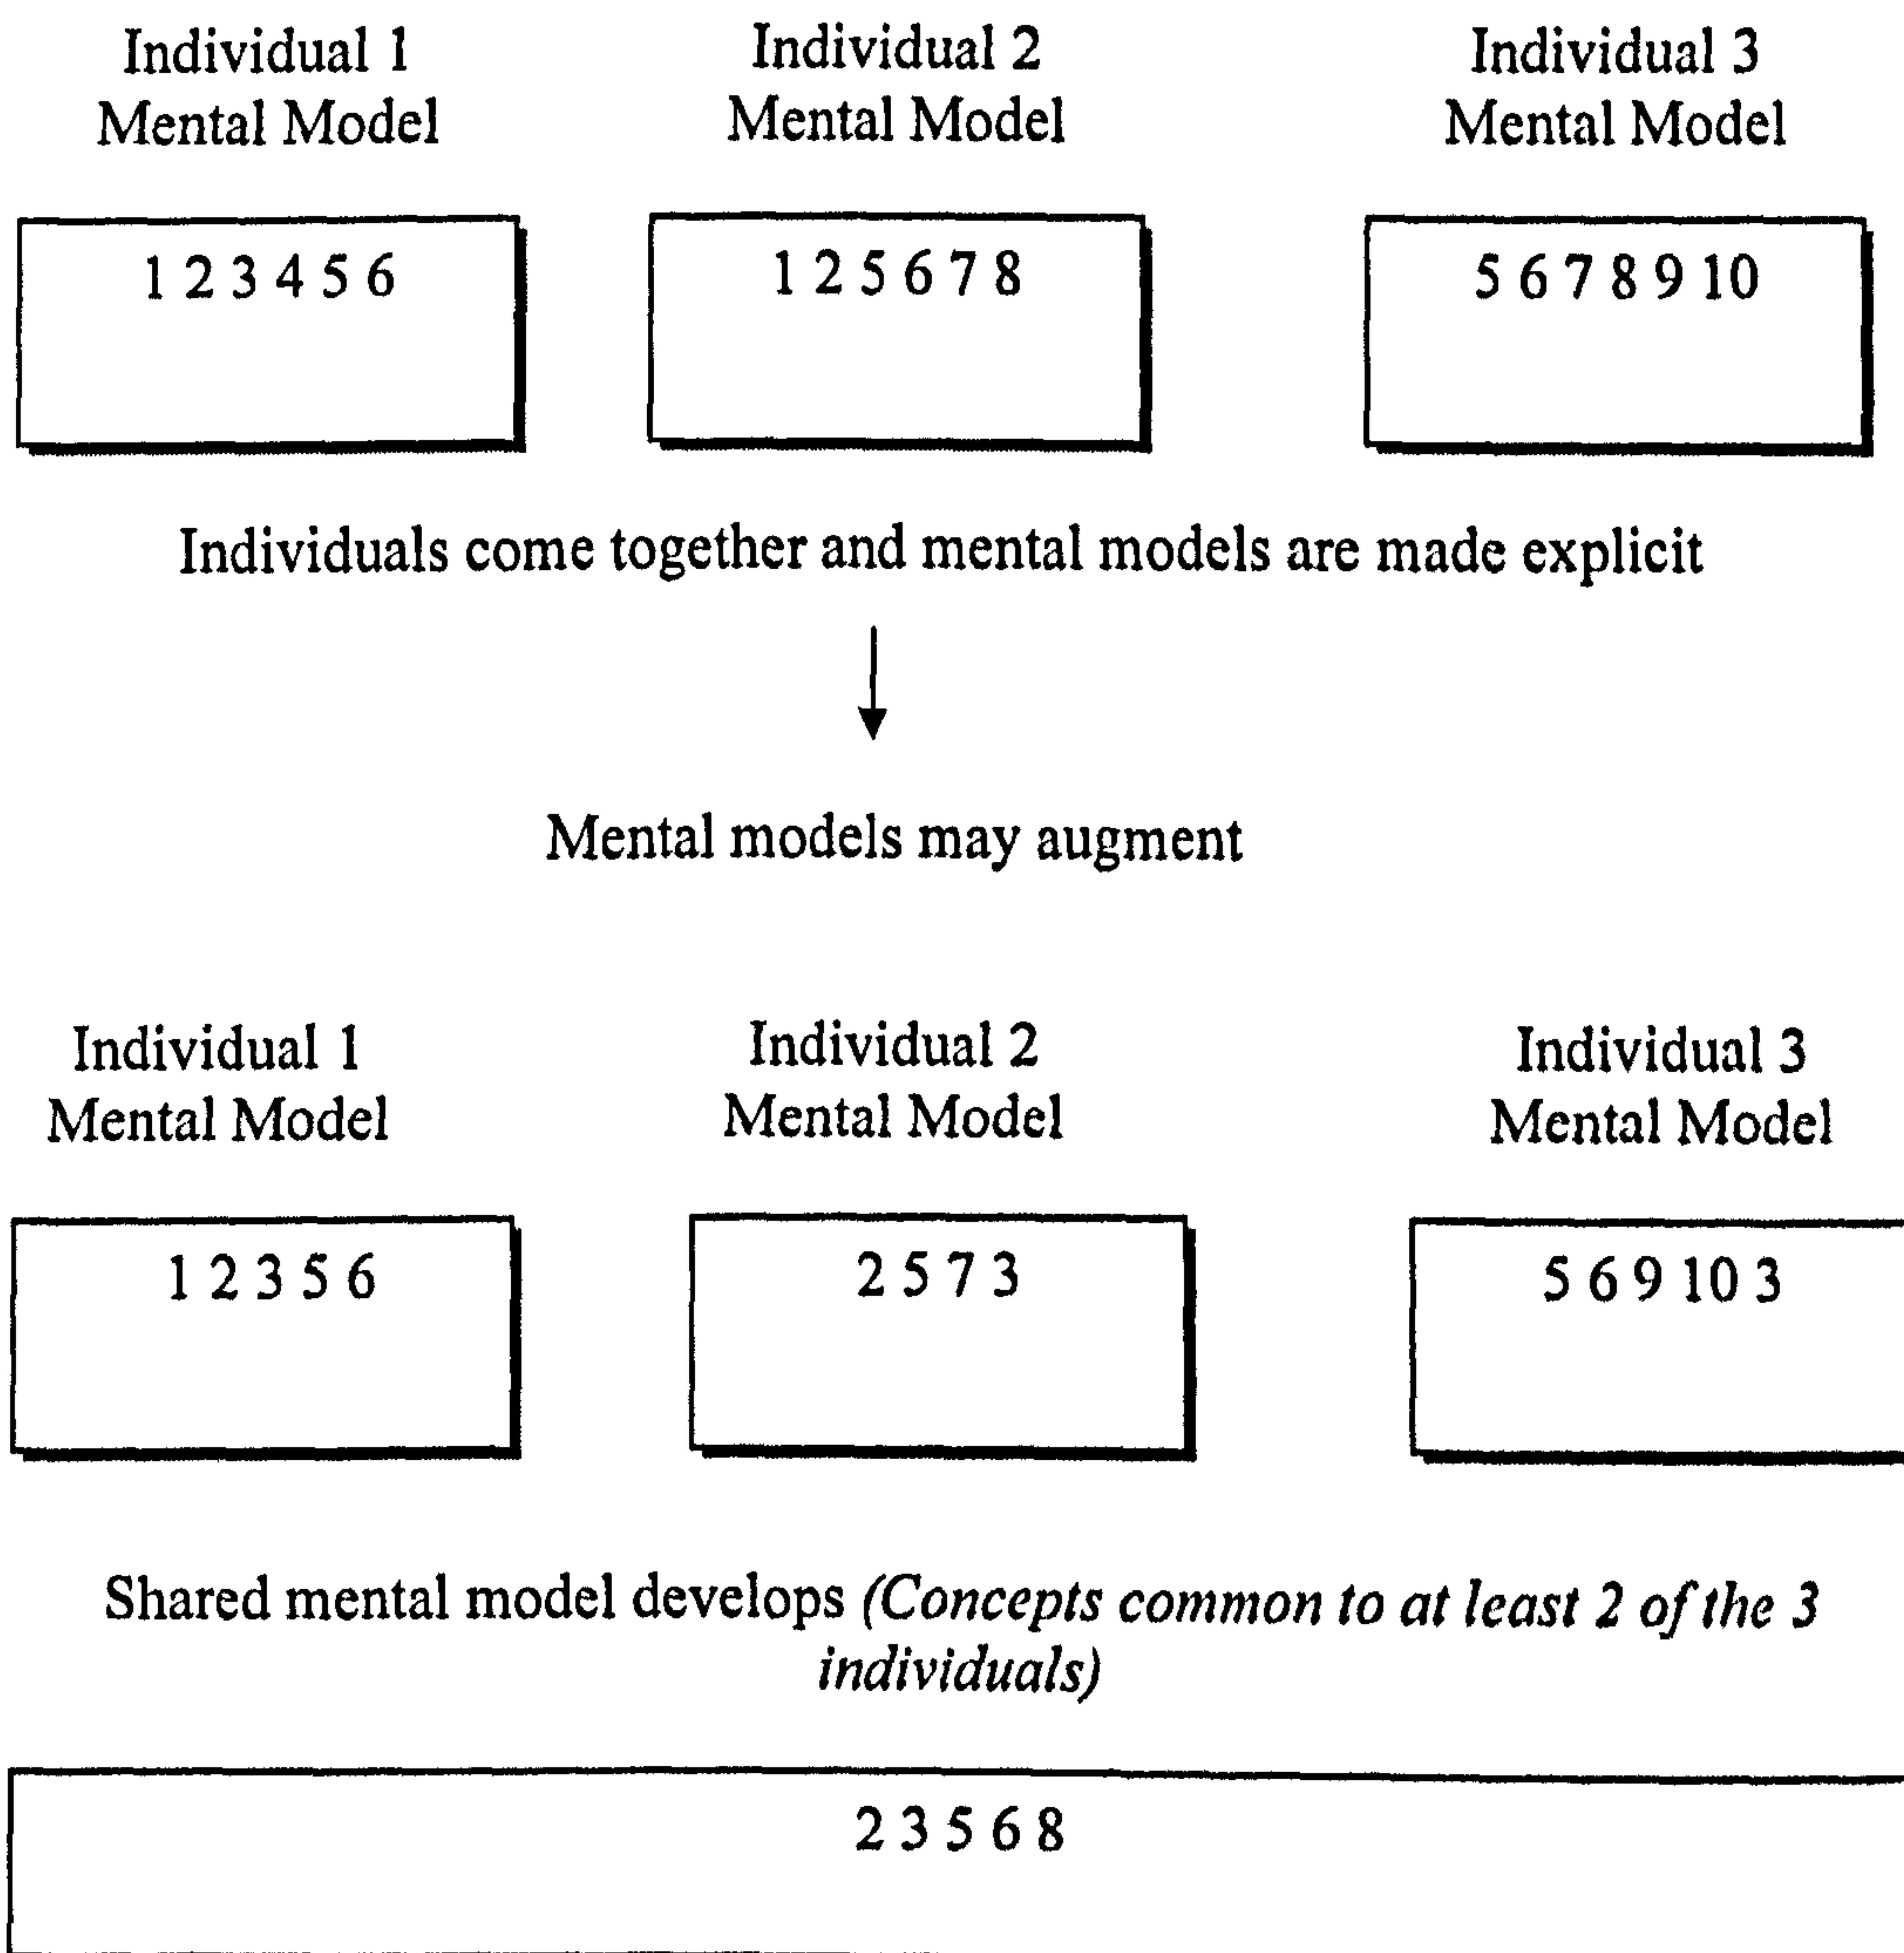 Individual 1
Mental Model
Individual 2
Mental Model
Individual 3
Mental Model
1 2 3 4 5 6
1 2 5 6 7 8
5 6 7 8 9 10
Individuals come together and mental models are made explicit
Mental models may augment
Individual 1
Mental Model
Individual 2
Mental Model
Individual 3
Mental Model
1 2 3 5 6
2 5 7 3
5 6 9 10 3
Shared mental model develops (Concepts common to at least 2 of the 3
individuals)
2 3 5 6 8